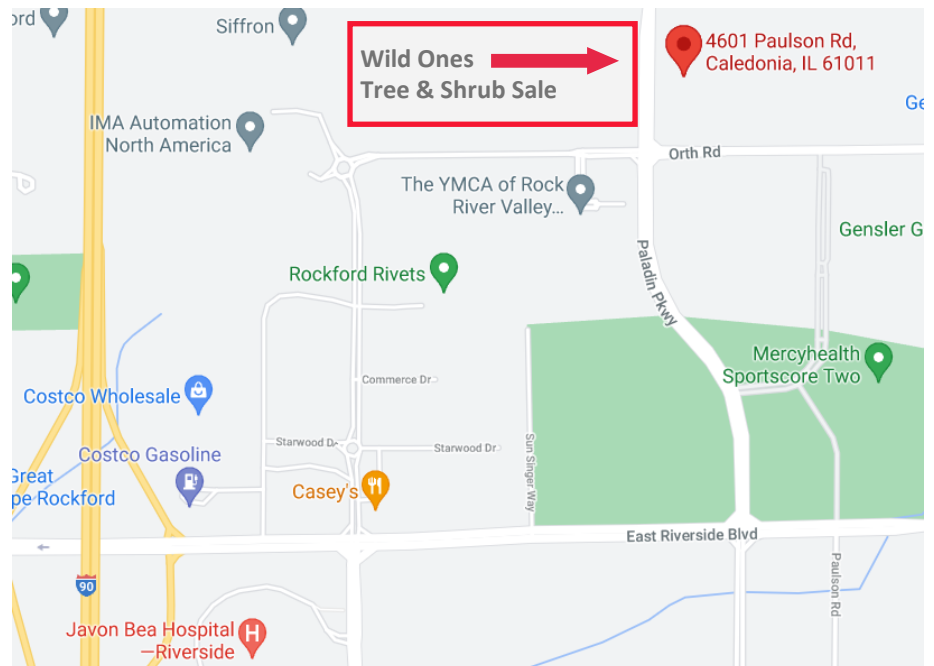 ord
Siffron
Wild Ones
Tree & Shrub Sale
4601 Paulson Rd,
Caledonia, IL 61011
Ge
IMA Automation
North America
Orth Rd
The YMCA of Rock
River Valley...
Gensler G
Paladin Pkwy
Rockford Rivets
Mercyhealth
Sportscore Two
Commerce Dr
Costco Wholesale
Starwood Dr
Starwood Dr
Sun Singer Way
Costco Gasoline
Great
pe Rockford
Casey's
East Riverside Blvd
90
Paulson Rd
Javon Bea Hospital
—Riverside
H